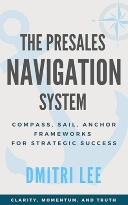 THE PRESALES
NAVIGATION
SYSTEM
COMPASS, SAIL, ANCHOR
FRAMEWORKS
FOR STRATEGIC SUCCESS
DMITRI LEE
CLARITY, MOMENTUM, AND TRUTH